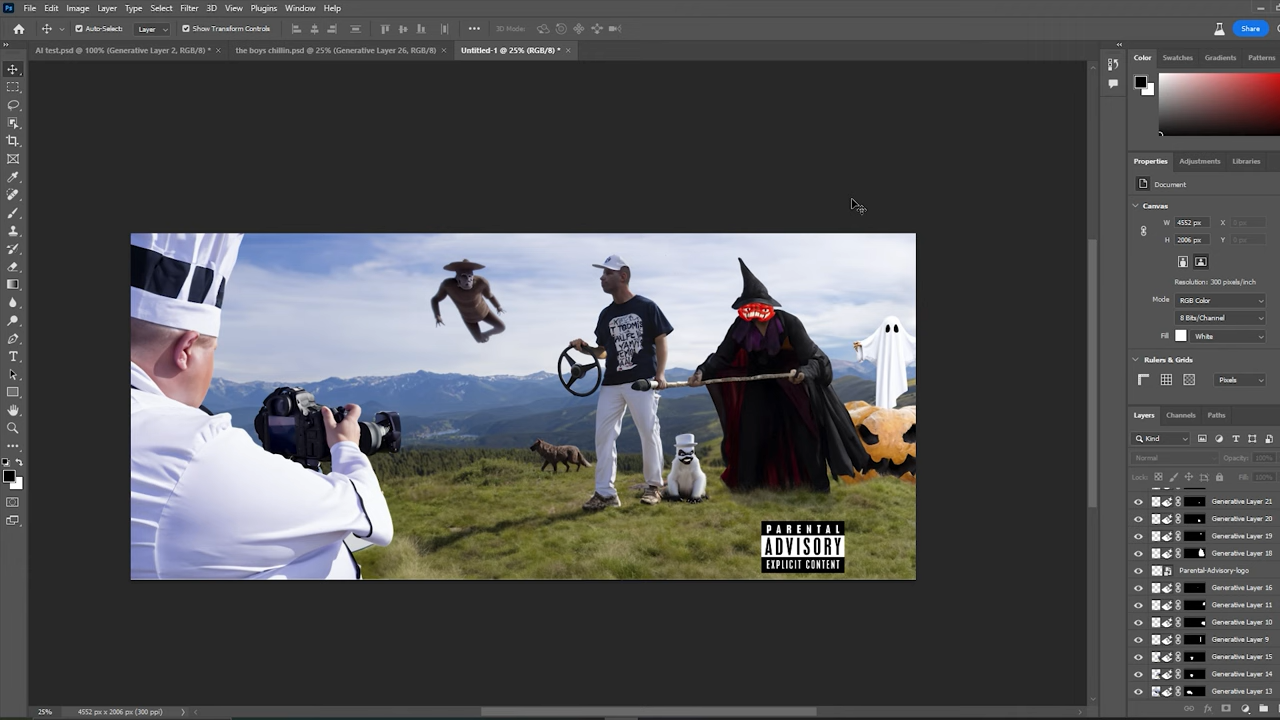 Ps File Edit Image Layer Type Select Filter 3D View Plugins Window Help
Auto-Select: Layer Show Transform Controls ••• 3D Mode: Share
AI test.psd @ 100% (Generative Layer 2, RGB/8) * × the boys chillin.psd @ 25% (Generative Layer 26, RGB/8) × Untitled-1 @ 25% (RGB/8) * ×
Color Swatches Gradients Patterns
Properties Adjustments Libraries
Document
Canvas
W 4552 px X
H 2006 px Y
Resolution: 300 pixels/inch
Mode RGB Color
8 Bits/Channel
Fill White
Rulers & Grids
Pixels
Layers Channels Paths
Kind
Normal Opacity: 100%
Lock: Fill: 100%
Generative Layer 21
Generative Layer 20
Generative Layer 19
Generative Layer 18
Parental-Advisory-logo
Generative Layer 16
Generative Layer 11
Generative Layer 10
Generative Layer 9
Generative Layer 15
Generative Layer 14
Generative Layer 13
PARENTAL
ADVISORY
EXPLICIT CONTENT
25% 4552 px x 2006 px (300 ppi)